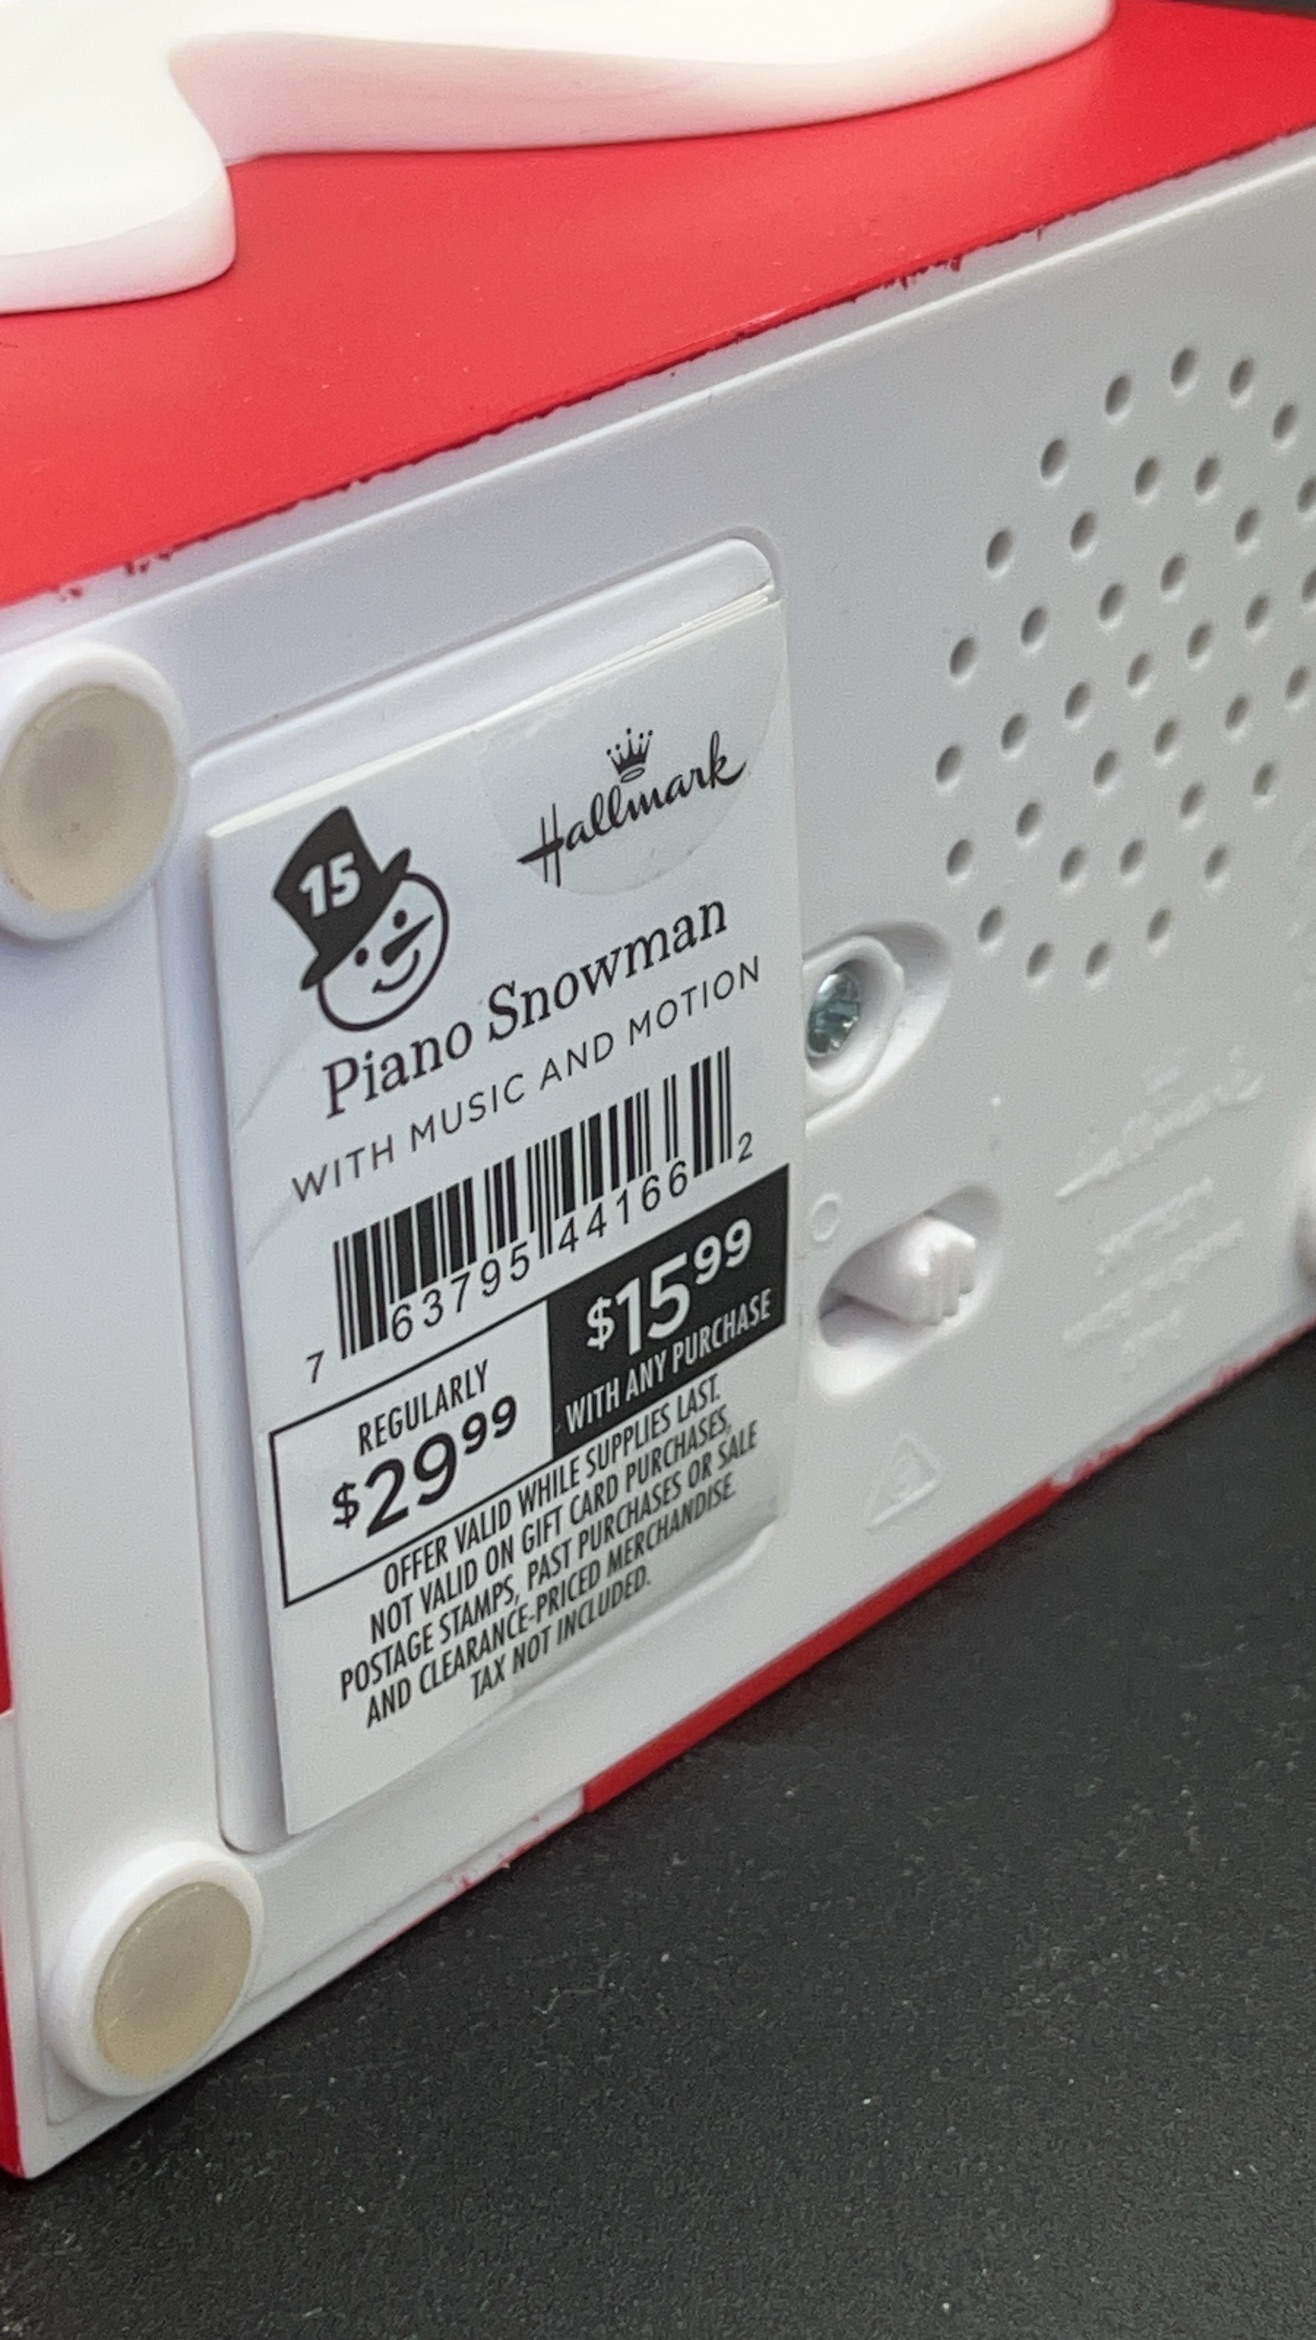 15
Hallmark
Piano Snowman
WITH MUSIC AND MOTION
7 63795 44166 2
REGULARLY
$29 99
$15 99
WITH ANY PURCHASE
OFFER VALID WHILE SUPPLIES LAST.
NOT VALID ON GIFT CARD PURCHASES,
POSTAGE STAMPS, PAST PURCHASES OR SALE
AND CLEARANCE-PRICED MERCHANDISE.
TAX NOT INCLUDED.